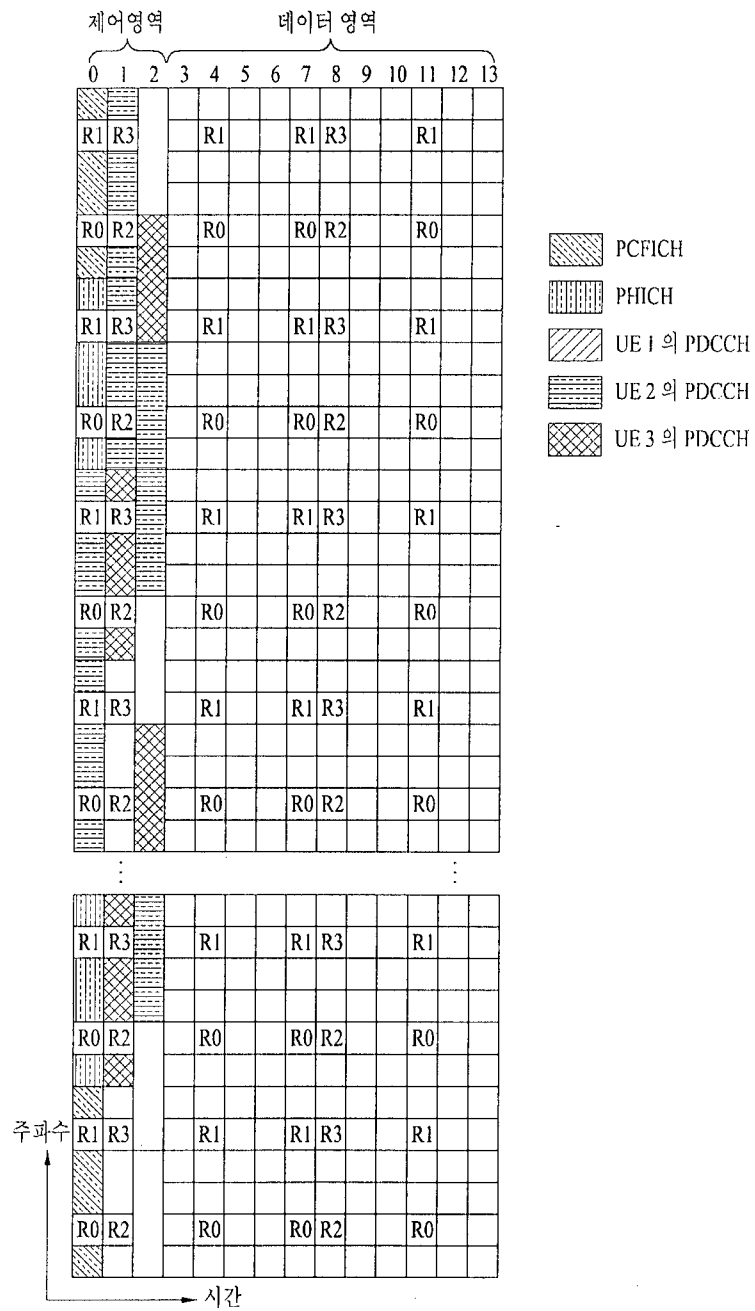 제어영역 데이터 영역
0 1 2 3 4 5 6 7 8 9 10 11 12 13
R1 R3 R1 R1 R3 R1
R0 R2 R0 R0 R2 R0
R1 R3 R1 R1 R3 R1
R0 R2 R0 R0 R2 R0
R1 R3 R1 R1 R3 R1
R0 R2 R0 R0 R2 R0
R1 R3 R1 R1 R3 R1
R0 R2 R0 R0 R2 R0
R1 R3 R1 R1 R3 R1
R0 R2 R0 R0 R2 R0
주파수 R1 R3 R1 R1 R3 R1
R0 R2 R0 R0 R2 R0
시간
PCFICH
PHICH
UE 1 의 PDCCH
UE 2 의 PDCCH
UE 3 의 PDCCH